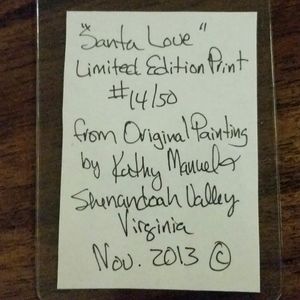 "Santa Love"
Limited Edition Print
#14/50
from Original Painting
by Kathy Manuel
Shenandoah Valley
Virginia
Nov. 2013 ©